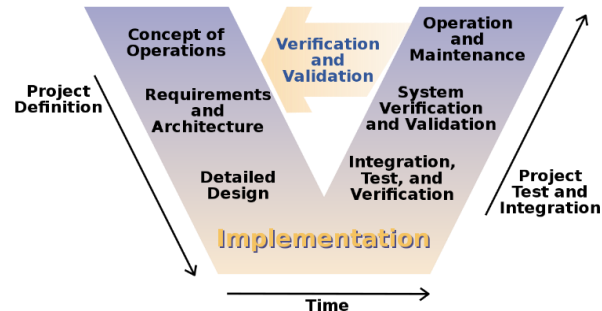 Concept of
Operations
Verification
and
Validation
Operation
and
Maintenance
Project
Definition
Requirements
and
Architecture
System
Verification
and Validation
Detailed
Design
Integration,
Test, and
Verification
Project
Test and
Integration
Implementation
Time